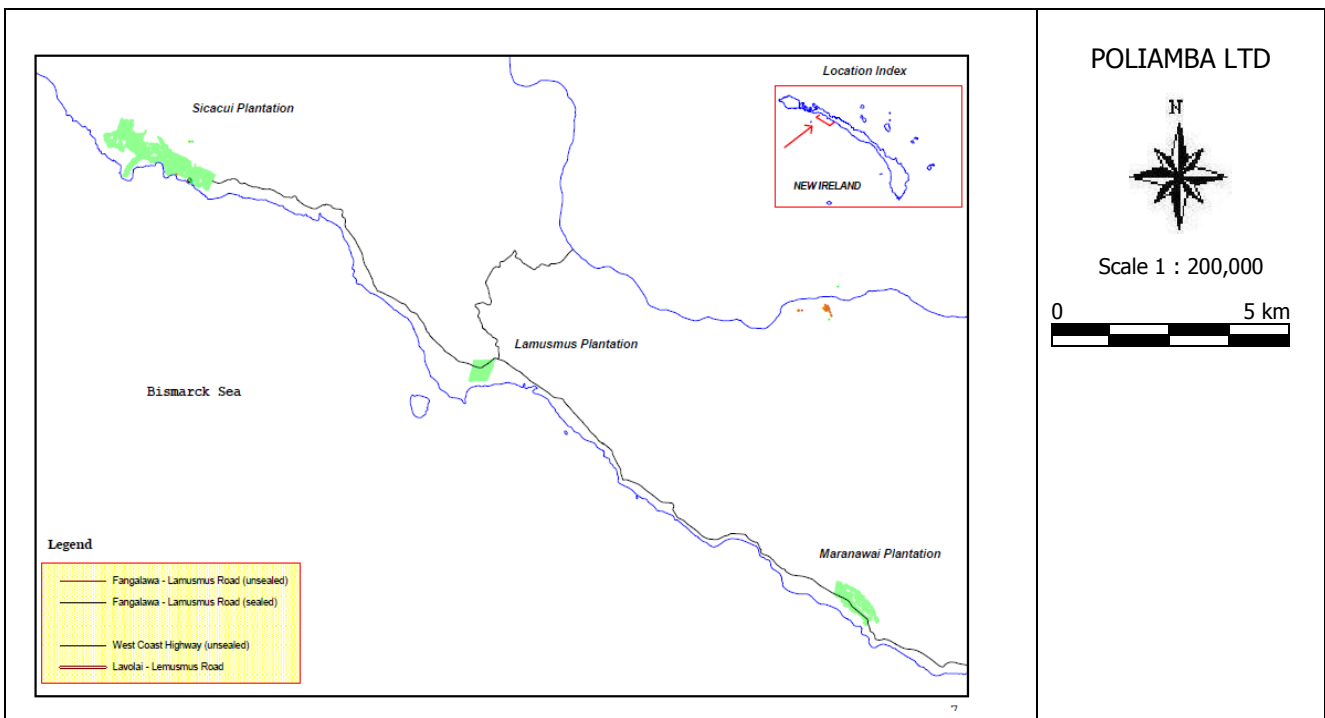 Sicacui Plantation
Location Index
NEW IRELAND
Lamusmus Plantation
Bismarck Sea
Maranawai Plantation
Legend
Fangalawa - Lamusmus Road (unsealed)
Fangalawa - Lamusmus Road (sealed)
West Coast Highway (unsealed)
Lavolai - Lemusmus Road
POLIAMBA LTD
N
Scale 1 : 200,000
0 5 km